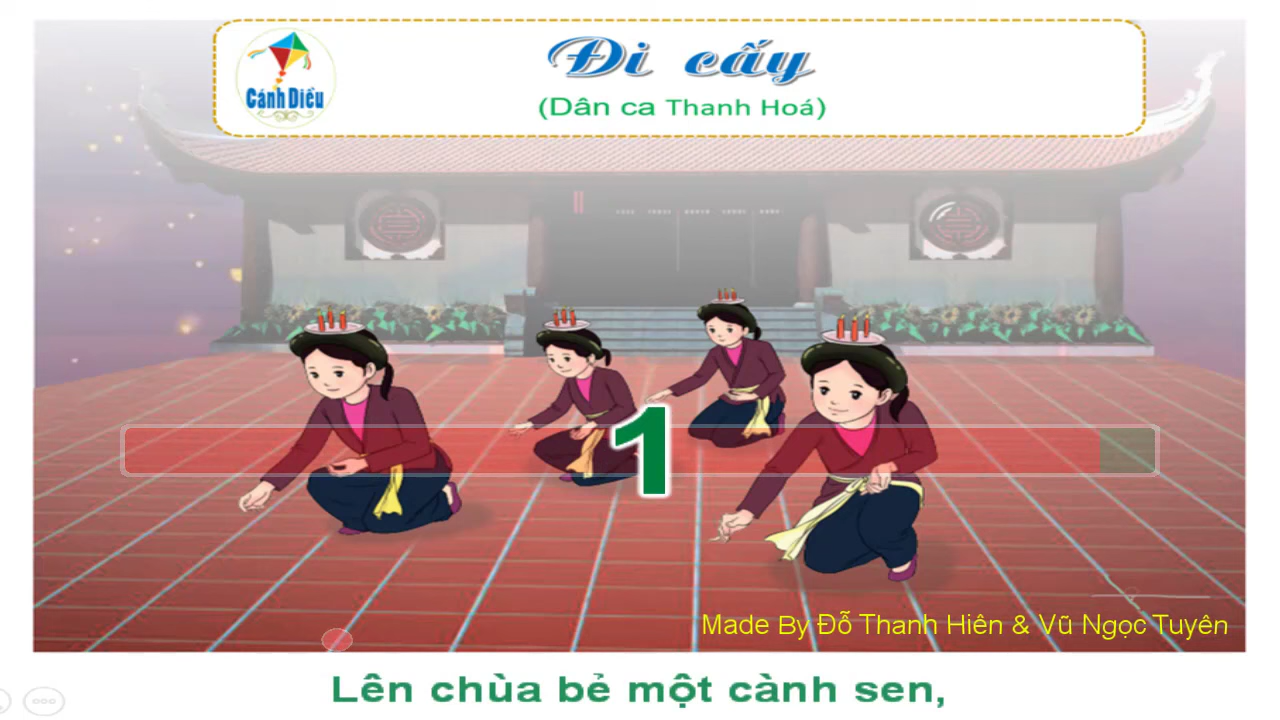 Cánh Diều
Đi cấy
(Dân ca Thanh Hoá)
1
Made By Đỗ Thanh Hiên & Vũ Ngọc Tuyên
Lên chùa bẻ một cành sen,